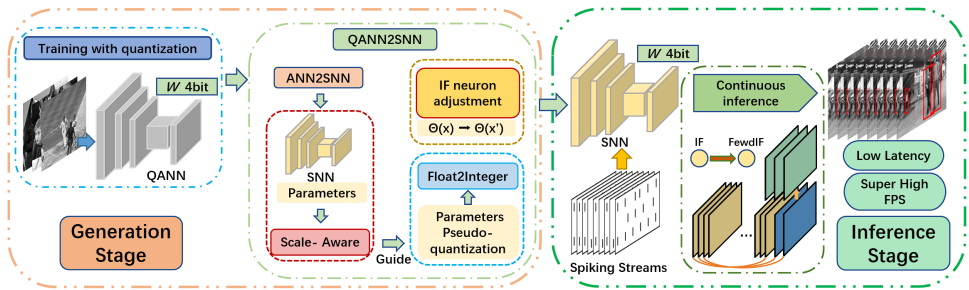 Training with quantization
W 4bit
QANN
Generation
Stage
QANN2SNN
ANN2SNN
SNN
Parameters
Scale- Aware
Guide
IF neuron
adjustment
Θ(x) → Θ(x')
Float2Integer
Parameters
Pseudo-
quantization
W 4bit
SNN
Spiking Streams
Continuous
inference
IF
FewdIF
...
Low Latency
Super High
FPS
Inference
Stage